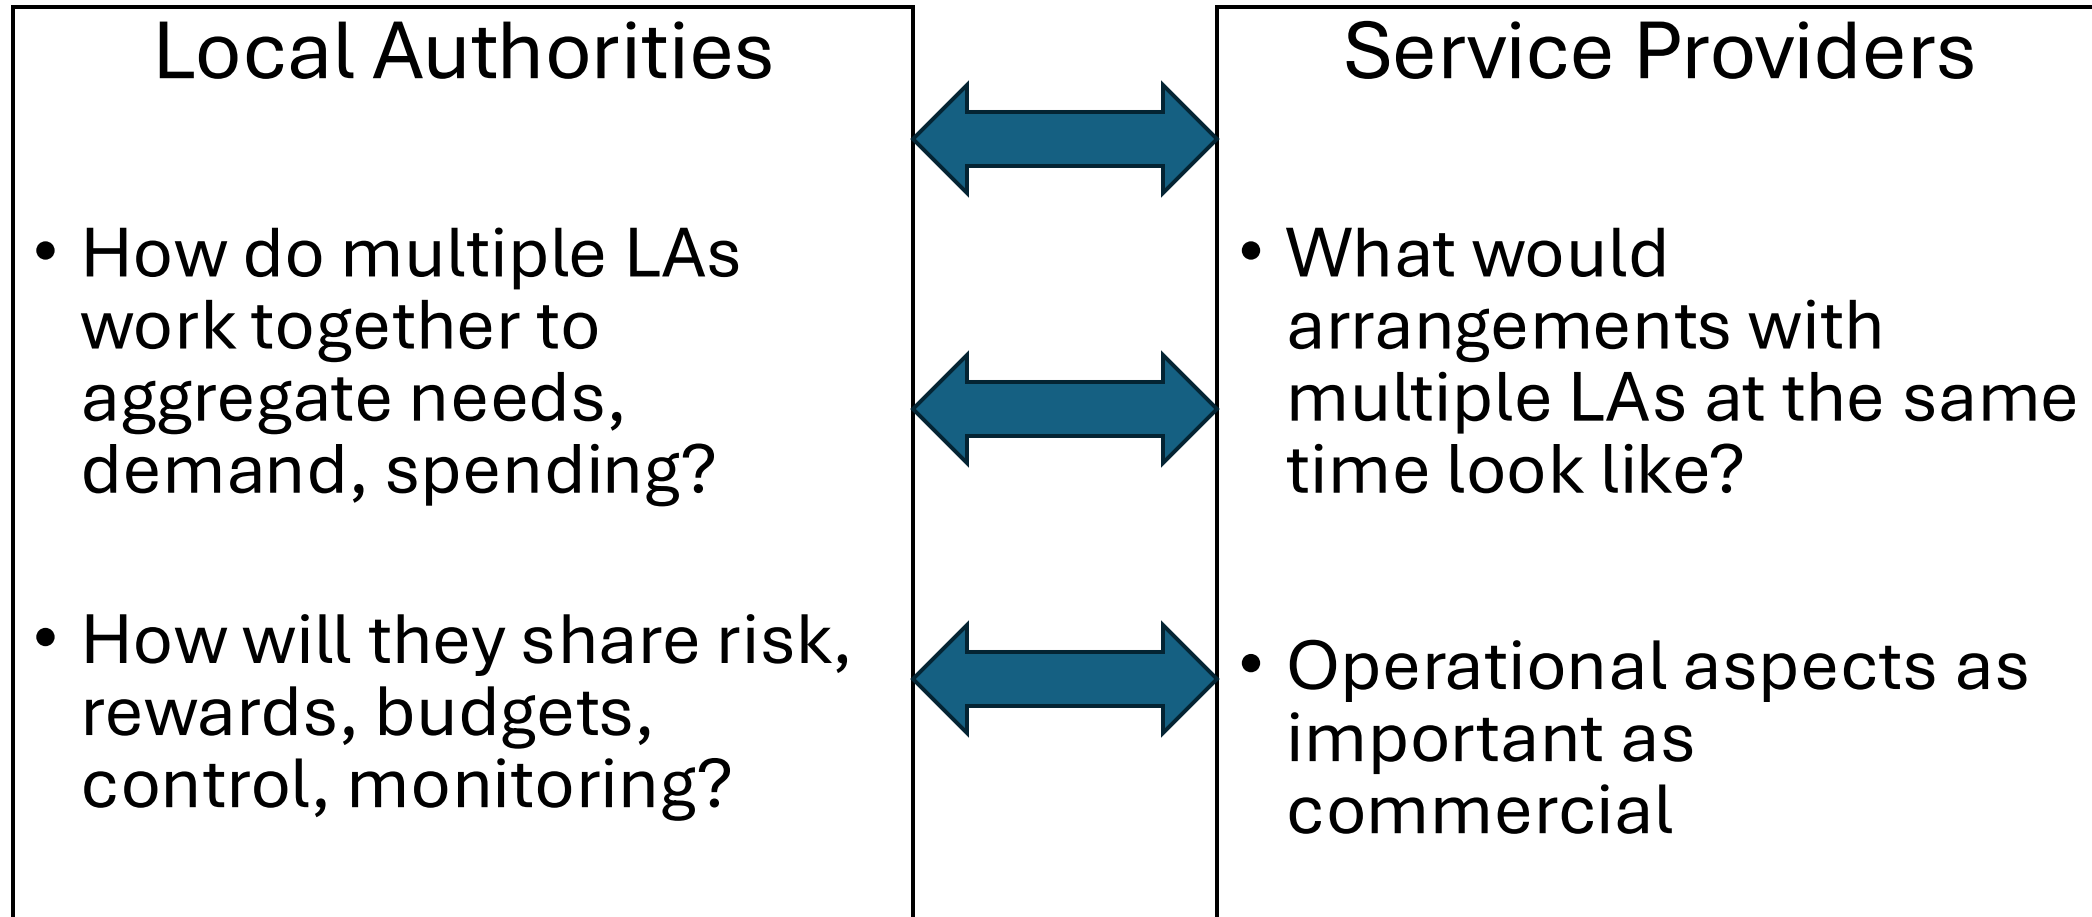 Local Authorities
• How do multiple LAs
work together to
aggregate needs,
demand, spending?
• How will they share risk,
rewards, budgets,
control, monitoring?
Service Providers
• What would
arrangements with
multiple LAs at the same
time look like?
• Operational aspects as
important as
commercial